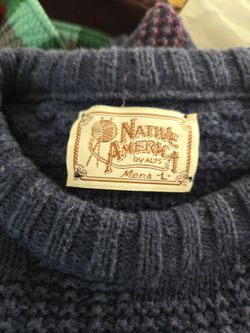 NATIVE
AMERICA
by ALPS
Mens "L"